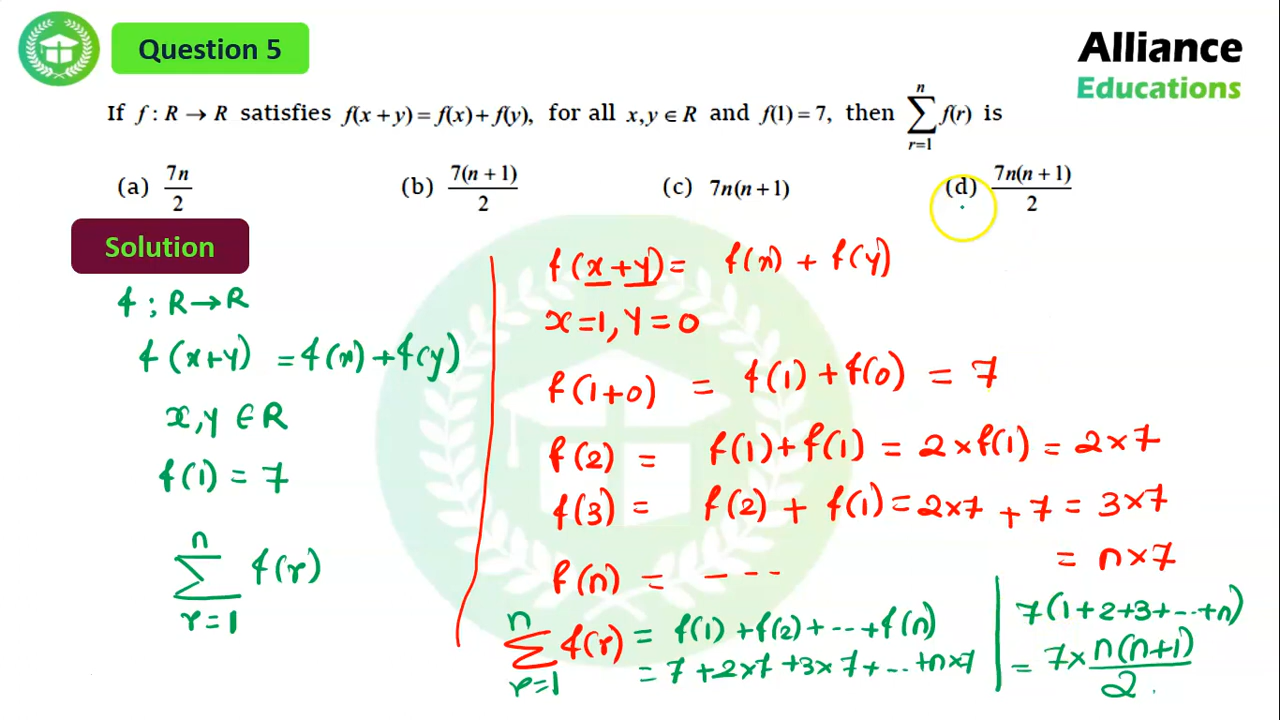 Question 5
Alliance
Educations
If f : R → R satisfies f(x + y) = f(x) + f(y), for all x, y ∈ R and f(1) = 7, then \sum_{r=1}^{n} f(r) is
(a) 7n/2 (b) 7(n + 1)/2 (c) 7n(n + 1) (d) 7n(n + 1)/2
Solution
f ; R → R
f(x+y) = f(x)+f(y)
x,y ∈ R
f(1) = 7
\sum_{r=1}^{n} f(r)
f(x+y) = f(x) + f(y)
x=1, y=0
f(1+0) = f(1)+f(0) = 7
f(2) = f(1)+f(1) = 2×f(1) = 2×7
f(3) = f(2) + f(1) = 2×7 + 7 = 3×7
f(n) = ---- = n×7
\sum_{r=1}^{n} f(r) = f(1) + f(2) + --- + f(n)
= 7 + 2×7 + 3×7 + --- + n×7
7(1+2+3+---+n)
= 7× n(n+1)/2